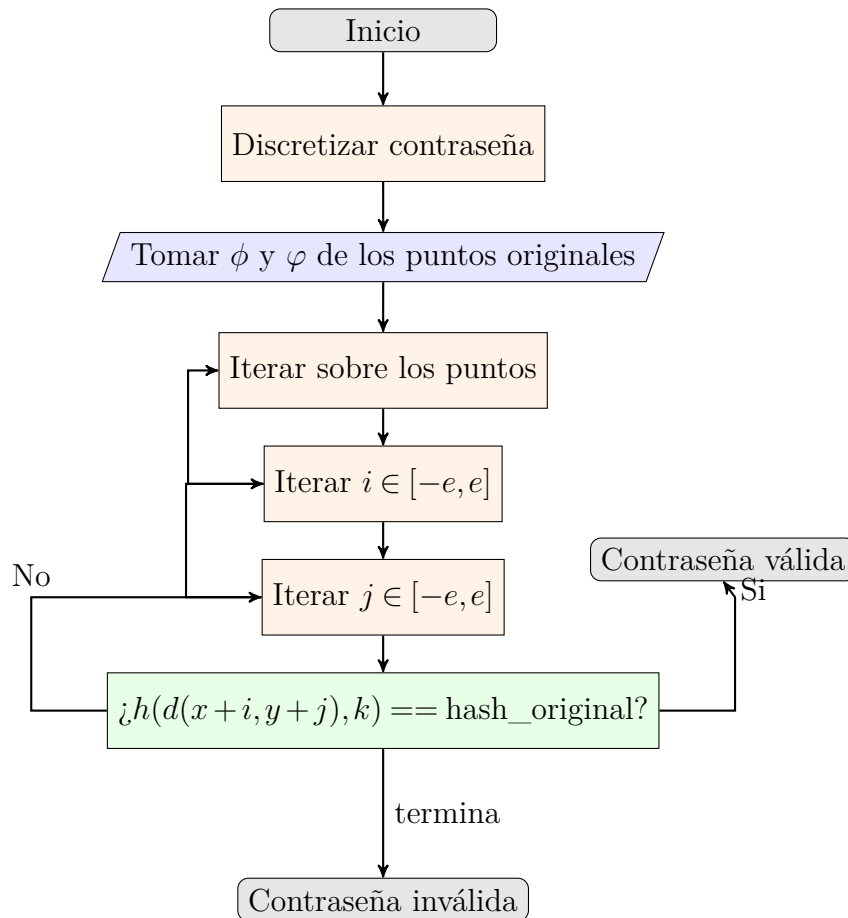 Inicio
Discretizar contraseña
Tomar ϕ y φ de los puntos originales
Iterar sobre los puntos
Iterar i ∈ [−e, e]
Contraseña válida
No
Iterar j ∈ [−e, e]
Si
¿h(d(x+i, y+j), k) == hash_original?
termina
Contraseña inválida